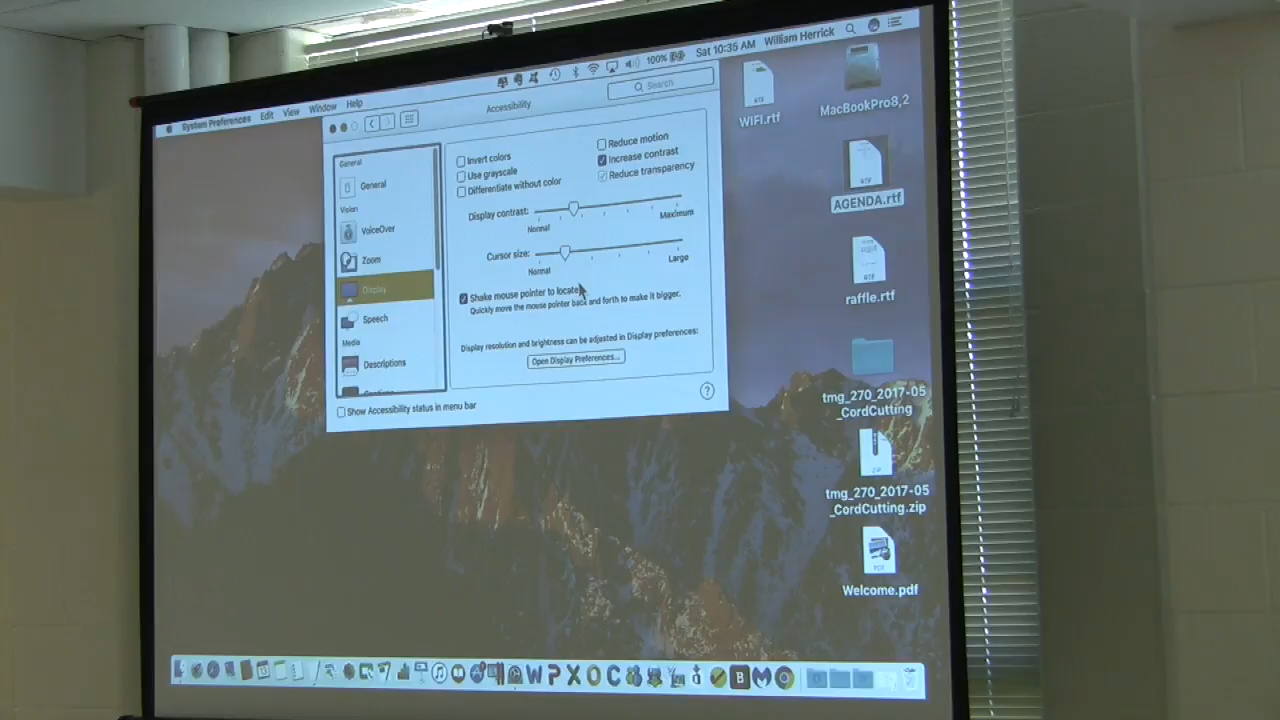 System Preferences Edit View Window Help
100% Sat 10:35 AM William Herrick
Accessibility
Search
General
General
Vision
VoiceOver
Zoom
Display
Speech
Media
Descriptions
Invert colors
Use grayscale
Differentiate without color
Reduce motion
Increase contrast
Reduce transparency
Display contrast:
Normal
Maximum
Cursor size:
Normal
Large
Shake mouse pointer to locate
Quickly move the mouse pointer back and forth to make it bigger.
Display resolution and brightness can be adjusted in Display preferences:
Open Display Preferences...
?
Show Accessibility status in menu bar
RTF
WIFI.rtf
MacBookPro8,2
RTF
AGENDA.rtf
RTF
raffle.rtf
tmg_270_2017-05
_CordCutting
ZIP
tmg_270_2017-05
_CordCutting.zip
PDF
Welcome.pdf
W P X O C
B